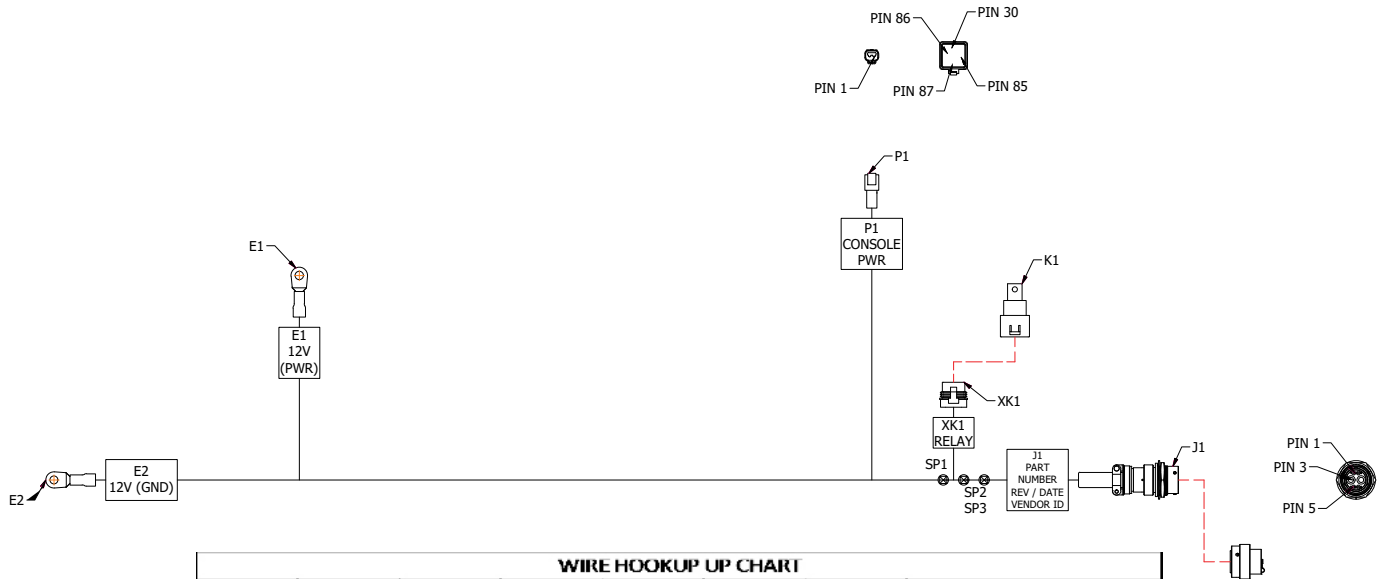 PIN 86
PIN 30
PIN 1
PIN 87
PIN 85
P1
P1
CONSOLE
PWR
E1
E1
12V
(PWR)
K1
XK1
XK1
RELAY
E2
12V (GND)
E2
SP1
SP2
SP3
J1
PART
NUMBER
REV / DATE
VENDOR ID
J1
PIN 1
PIN 3
PIN 5
WIRE HOOKUP UP CHART